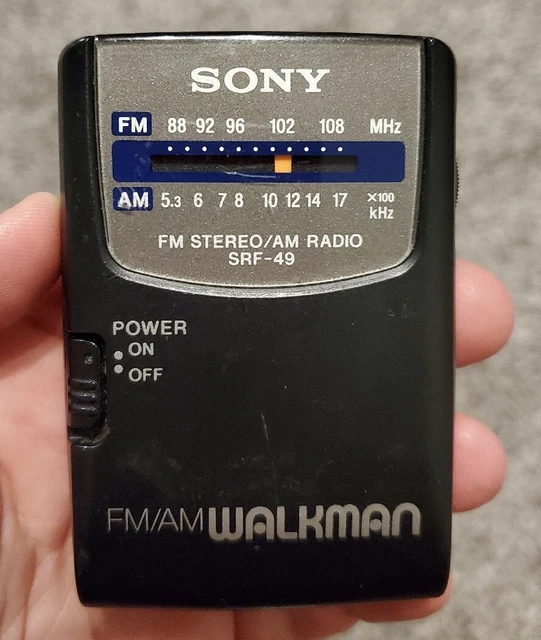 SONY
FM 88 92 96 102 108 MHz
AM 5.3 6 7 8 10 12 14 17 ×100 kHz
FM STEREO/AM RADIO
SRF-49
POWER
ON
OFF
FM/AM WALKMAN